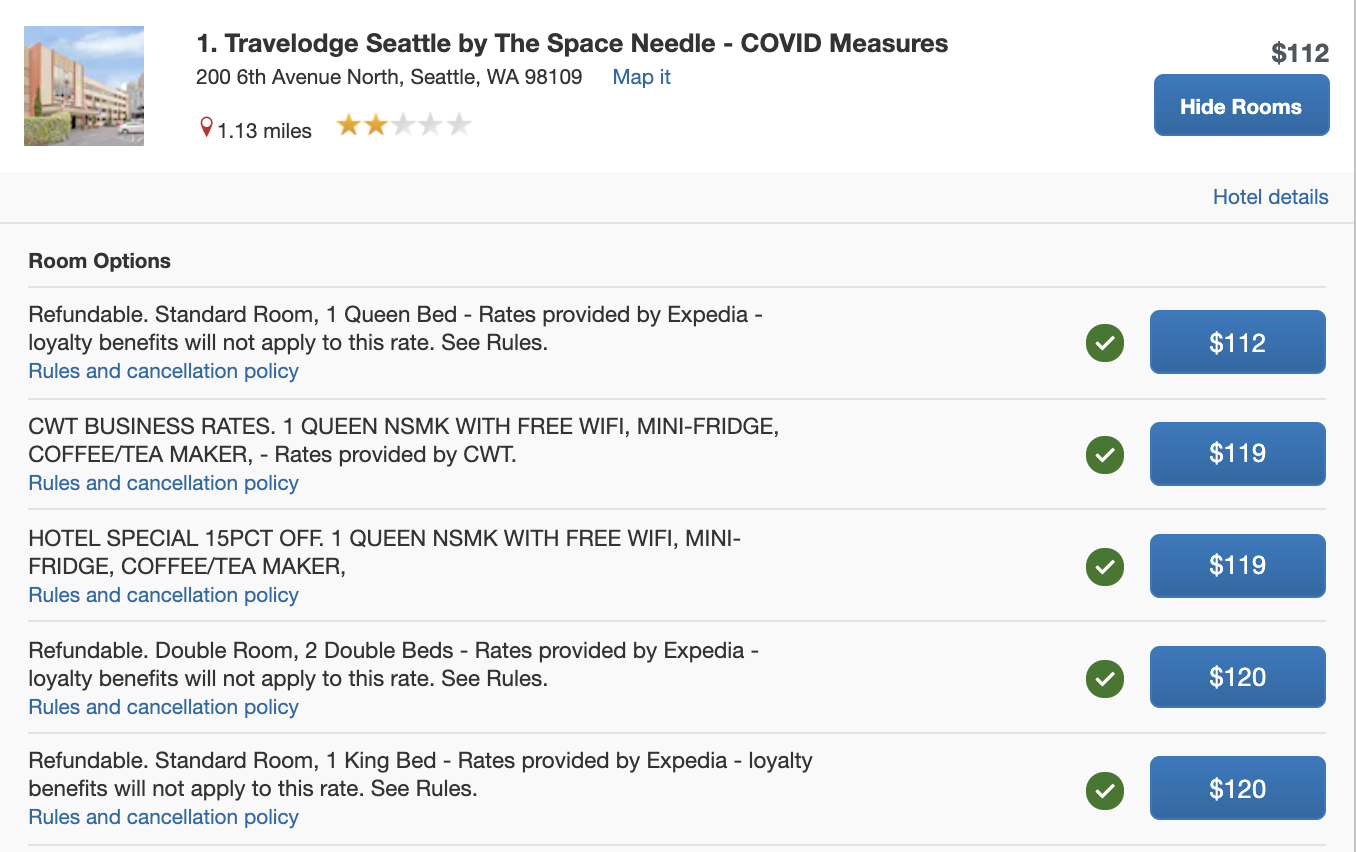 1. Travelodge Seattle by The Space Needle - COVID Measures
200 6th Avenue North, Seattle, WA 98109 Map it
1.13 miles
$112
Hide Rooms
Hotel details
Room Options
Refundable. Standard Room, 1 Queen Bed - Rates provided by Expedia -
loyalty benefits will not apply to this rate. See Rules.
Rules and cancellation policy
$112
CWT BUSINESS RATES. 1 QUEEN NSMK WITH FREE WIFI, MINI-FRIDGE,
COFFEE/TEA MAKER, - Rates provided by CWT.
Rules and cancellation policy
$119
HOTEL SPECIAL 15PCT OFF. 1 QUEEN NSMK WITH FREE WIFI, MINI-
FRIDGE, COFFEE/TEA MAKER,
Rules and cancellation policy
$119
Refundable. Double Room, 2 Double Beds - Rates provided by Expedia -
loyalty benefits will not apply to this rate. See Rules.
Rules and cancellation policy
$120
Refundable. Standard Room, 1 King Bed - Rates provided by Expedia - loyalty
benefits will not apply to this rate. See Rules.
Rules and cancellation policy
$120